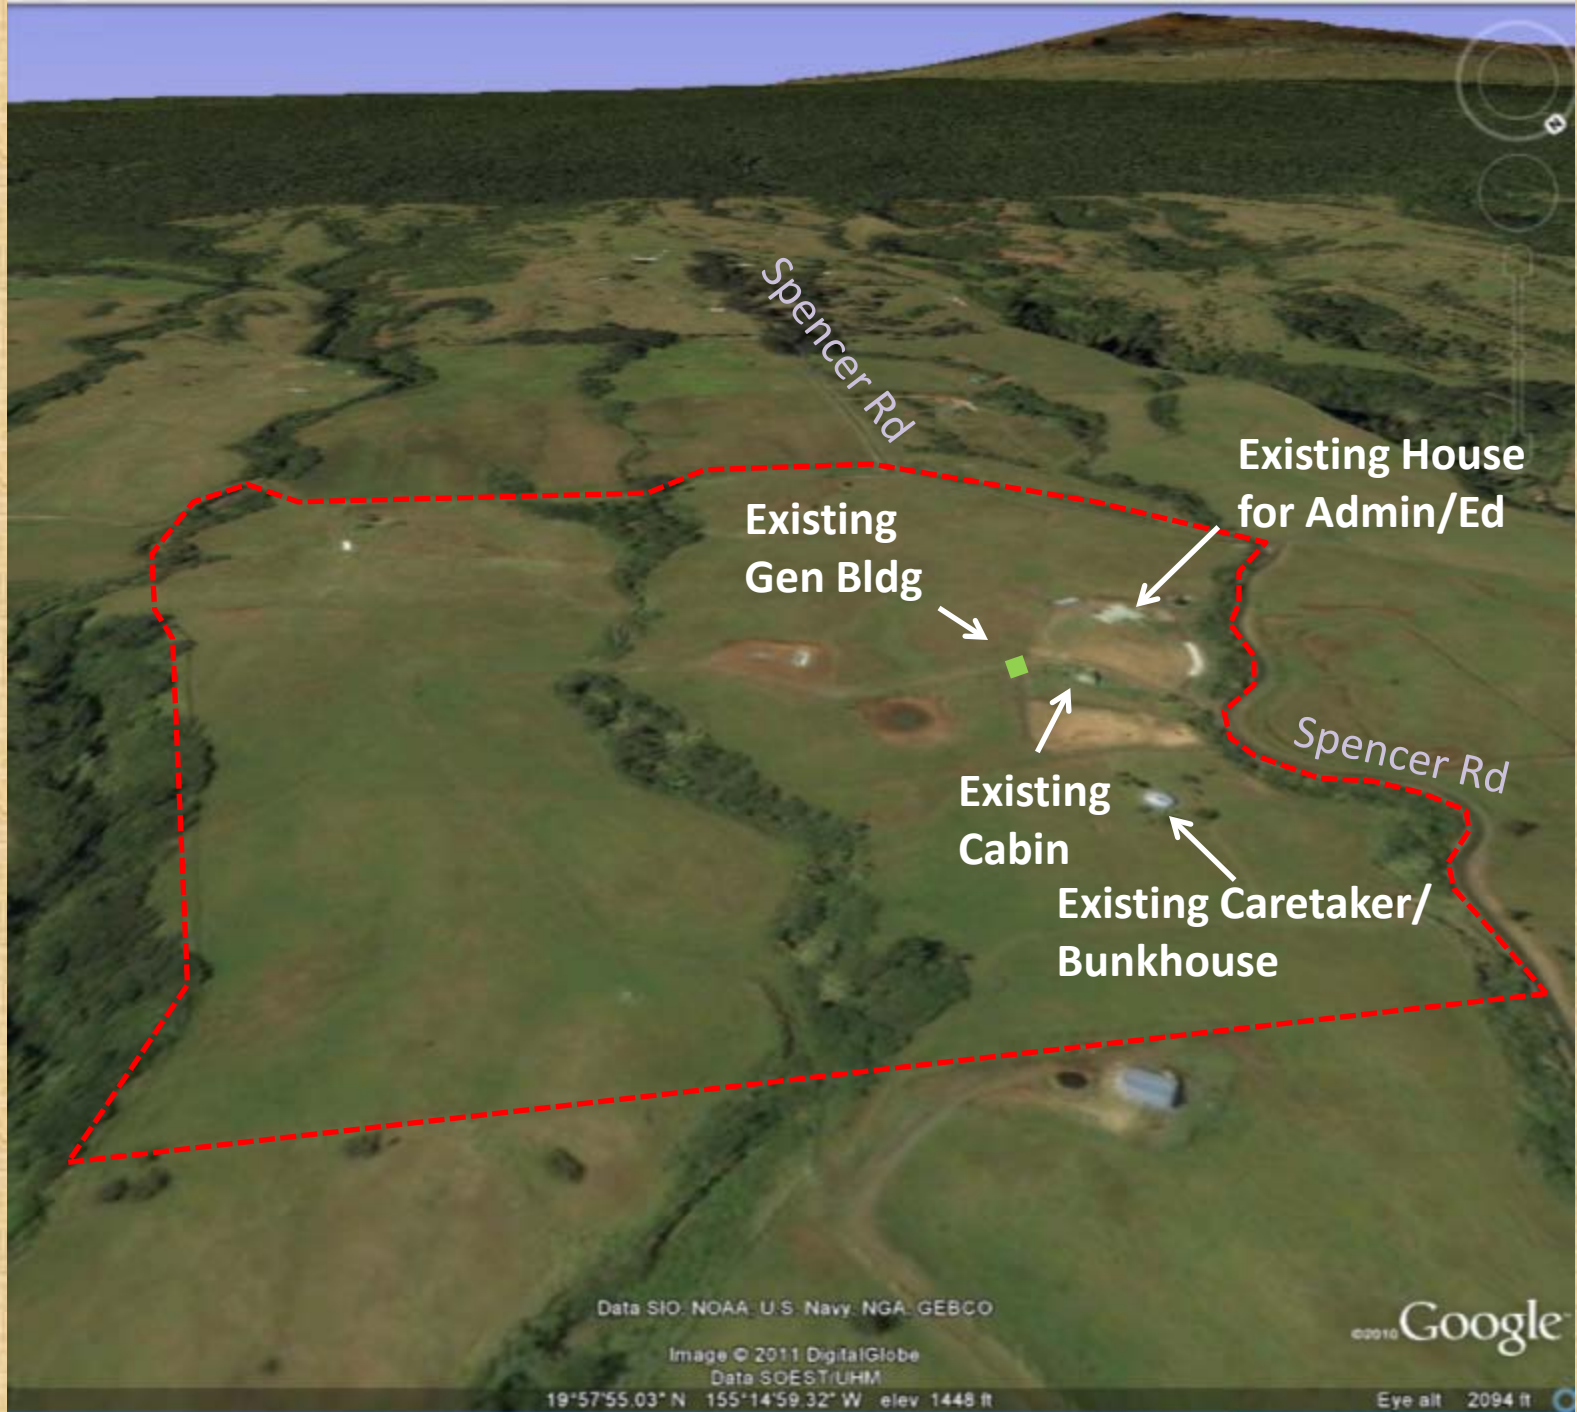 Spencer Rd
Existing House
for Admin/Ed
Existing
Gen Bldg
Spencer Rd
Existing
Cabin
Existing Caretaker/
Bunkhouse
Data SIO, NOAA, U.S. Navy, NGA, GEBCO
©2010 Google
Image © 2011 DigitalGlobe
Data SOEST/UHM
19°57'55.03" N 155°14'59.32" W elev 1448 ft
Eye alt 2094 ft